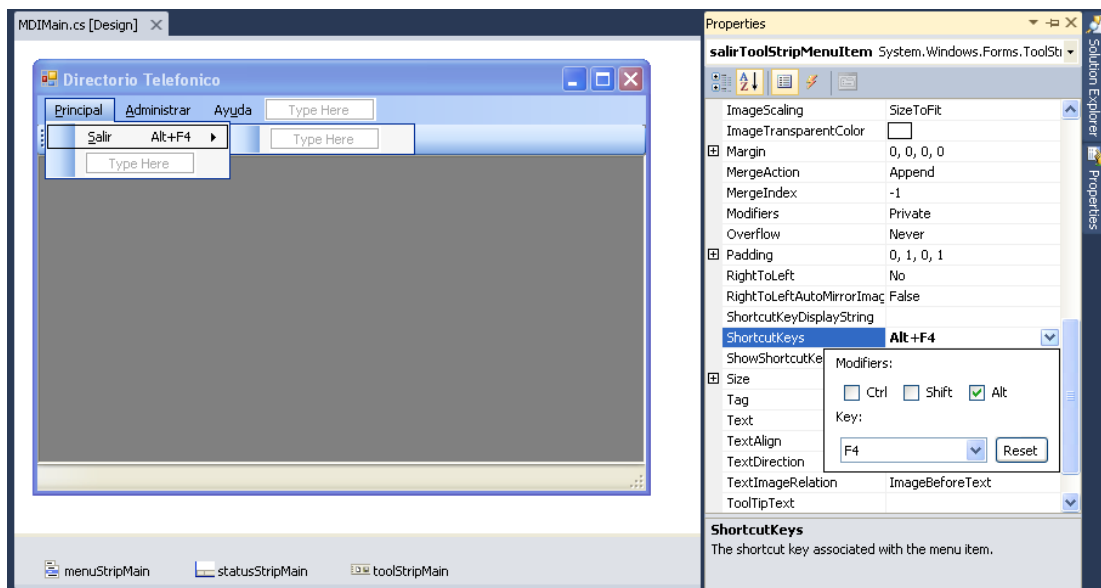 MDIMain.cs [Design]
Directorio Telefonico
Principal Administrar Ayuda Type Here
Salir Alt+F4 Type Here
Type Here
menuStripMain statusStripMain toolStripMain
Properties
salirToolStripMenuItem System.Windows.Forms.ToolStr
ImageScaling SizeToFit
ImageTransparentColor
Margin 0, 0, 0, 0
MergeAction Append
MergeIndex -1
Modifiers Private
Overflow Never
Padding 0, 1, 0, 1
RightToLeft No
RightToLeftAutoMirrorImag False
ShortcutKeyDisplayString
ShortcutKeys Alt+F4
ShowShortcutKe
Size
Tag
Text
TextAlign
TextDirection
TextImageRelation ImageBeforeText
ToolTipText
Modifiers:
Ctrl Shift Alt
Key:
F4 Reset
ShortcutKeys
The shortcut key associated with the menu item.
Solution Explorer
Properties